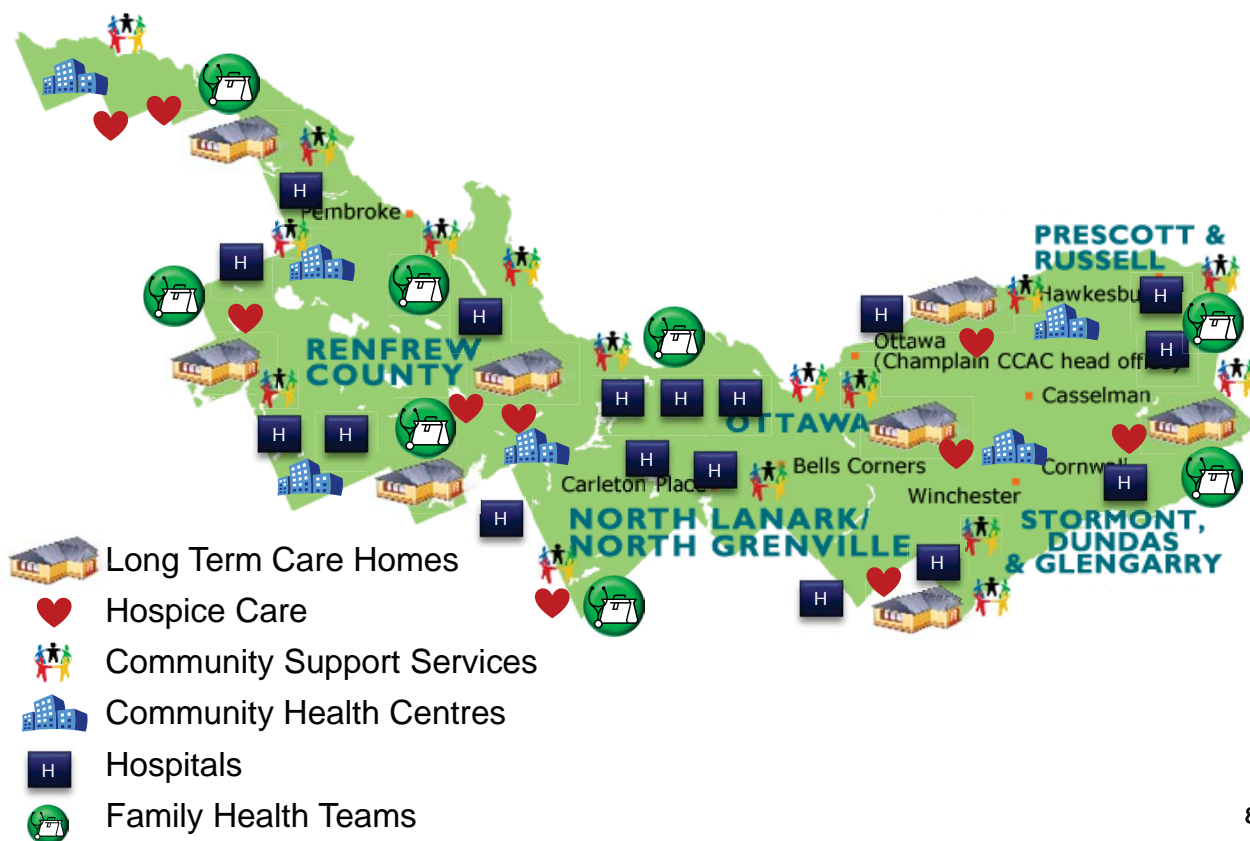 Pembroke
PRESCOTT &
RUSSELL
H
H
H
H
H
RENFREW
COUNTY
Ottawa
(Champlain CCAC head office)
H
Casselman
H
H
H
OTTAWA
H
H
H
H
Bells Corners
Carleton Place
Winchester
H
H
NORTH LANARK/
NORTH GRENVILLE
STORMONT,
DUNDAS
& GLENGARRY
H
H
Long Term Care Homes
Hospice Care
Community Support Services
Community Health Centres
H
Hospitals
Family Health Teams
8